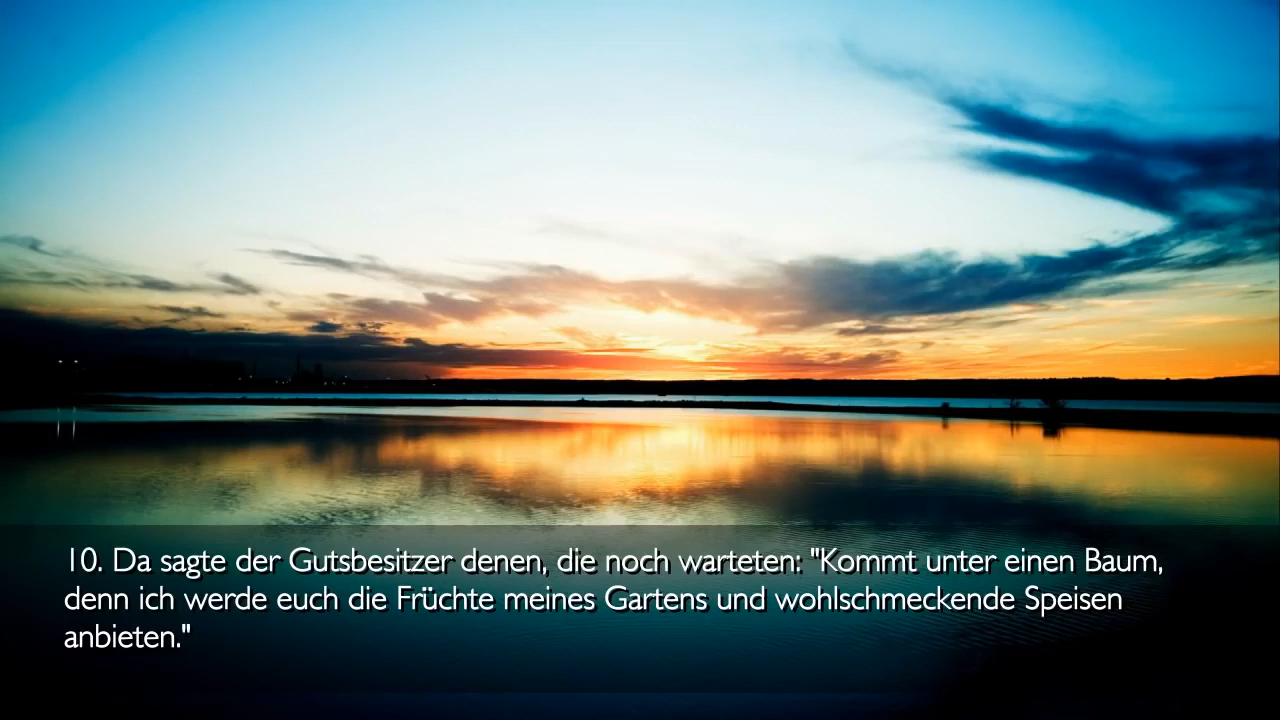 10. Da sagte der Gutsbesitzer denen, die noch warteten: "Kommt unter einen Baum,
denn ich werde euch die Früchte meines Gartens und wohlschmeckende Speisen
anbieten."